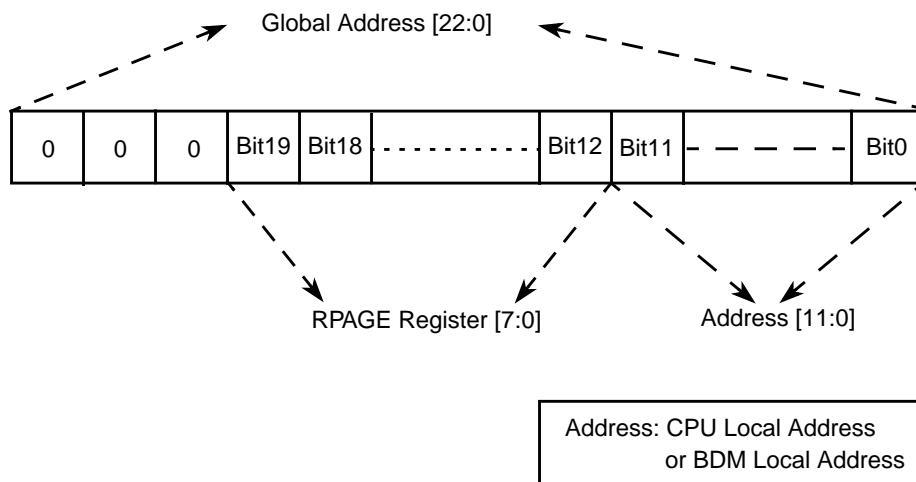 Global Address [22:0]
0 0 0 Bit19 Bit18 Bit12 Bit11 Bit0
RPAGE Register [7:0] Address [11:0]
Address: CPU Local Address
or BDM Local Address